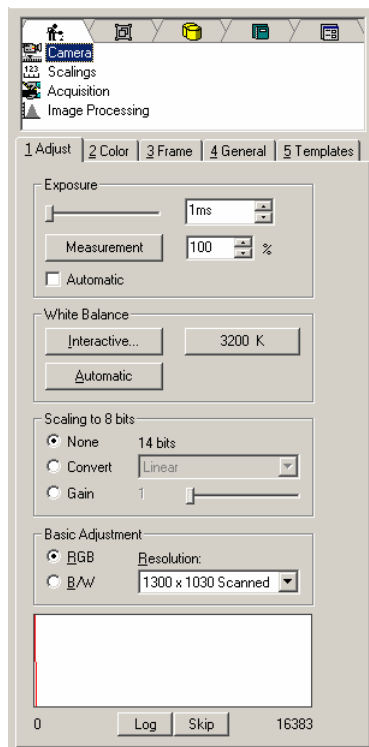 Camera
123 Scalings
Acquisition
Image Processing
1 Adjust 2 Color 3 Frame 4 General 5 Templates
Exposure
1ms
Measurement 100 %
Automatic
White Balance
Interactive... 3200 K
Automatic
Scaling to 8 bits
None 14 bits
Convert Linear
Gain 1
Basic Adjustment
RGB Resolution:
B/W 1300 x 1030 Scanned
0 Log Skip 16383